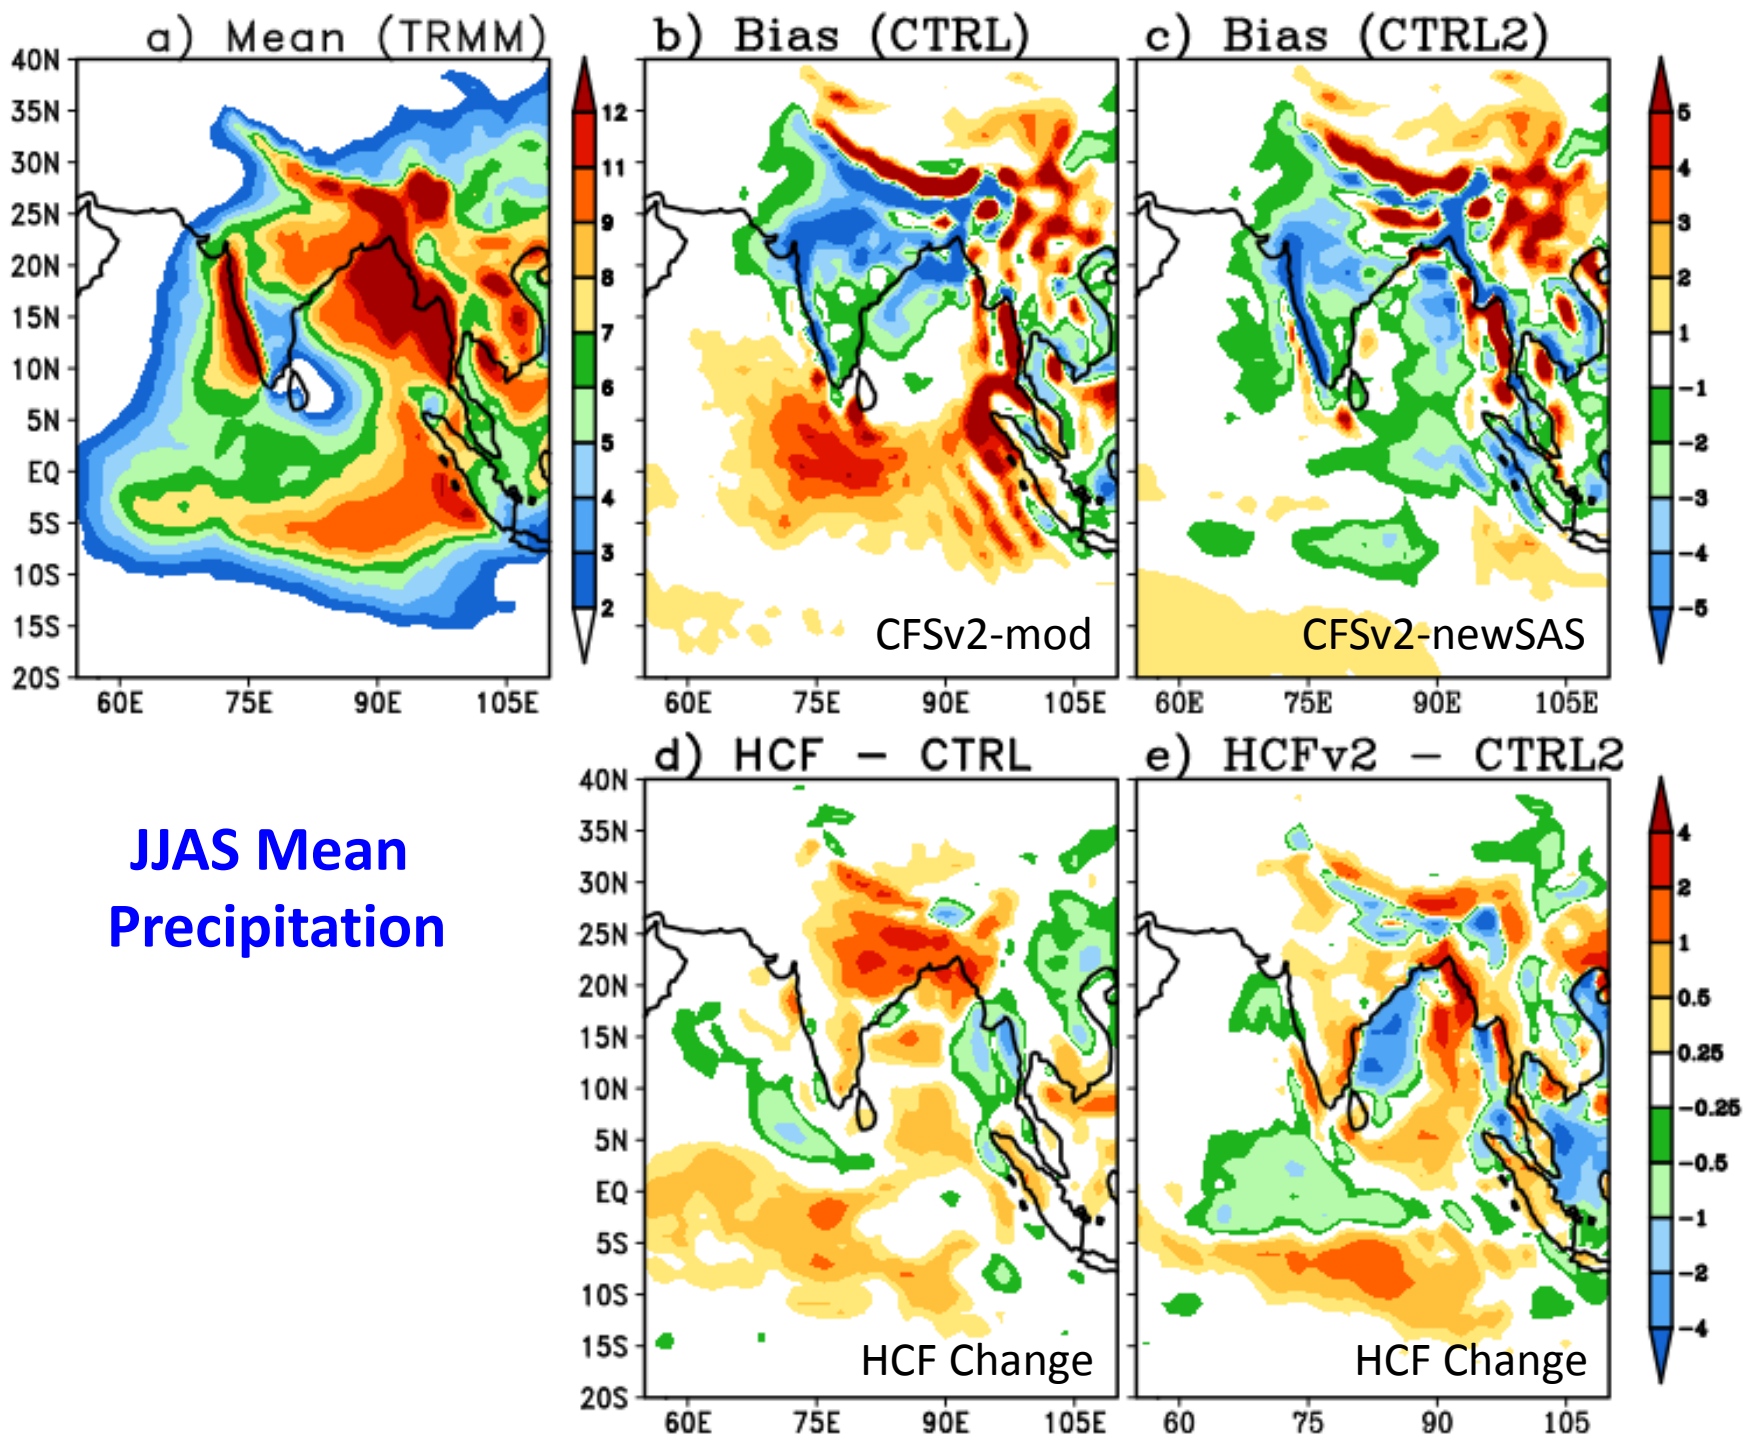 a) Mean (TRMM)
b) Bias (CTRL)
c) Bias (CTRL2)
40N
35N
30N
25N
20N
15N
10N
5N
EQ
5S
10S
15S
20S
60E 75E 90E 105E
12
11
9
8
7
6
5
4
3
2
CFSv2-mod
60E 75E 90E 105E
CFSv2-newSAS
60E 75E 90E 105E
5
4
3
2
1
-1
-2
-3
-4
-5
JJAS Mean
Precipitation
d) HCF – CTRL
e) HCFv2 – CTRL2
40N
35N
30N
25N
20N
15N
10N
5N
EQ
5S
10S
15S
20S
HCF Change
60E 75E 90E 105E
HCF Change
60 75 90 105
4
2
1
0.5
0.25
-0.25
-0.5
-1
-2
-4